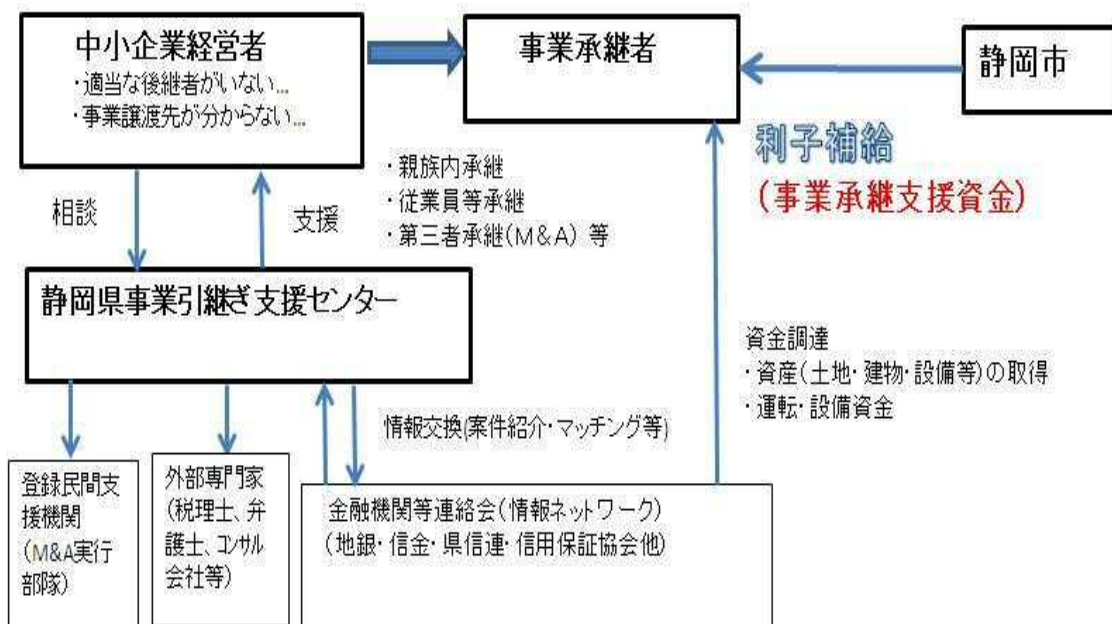 中小企業経営者
・適当な後継者がいない...
・事業譲渡先が分からない...
事業承継者
静岡市
利子補給
(事業承継支援資金)
・親族内承継
・従業員等承継
・第三者承継(M&A) 等
相談
支援
静岡県事業引継ぎ支援センター
資金調達
・資産(土地・建物・設備等)の取得
・運転・設備資金
情報交換(案件紹介・マッチング等)
登録民間支
援機関
(M&A実行
部隊)
外部専門家
(税理士、弁
護士、コンサル
会社等)
金融機関等連絡会(情報ネットワーク)
(地銀・信金・県信連・信用保証協会他)